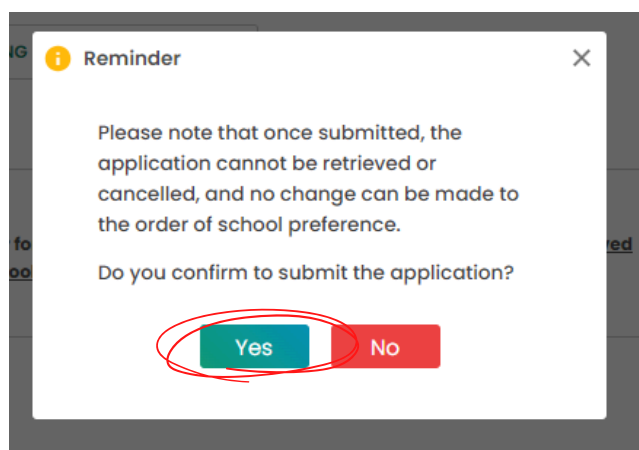 Reminder
Please note that once submitted, the
application cannot be retrieved or
cancelled, and no change can be made to
the order of school preference.
Do you confirm to submit the application?
Yes
No